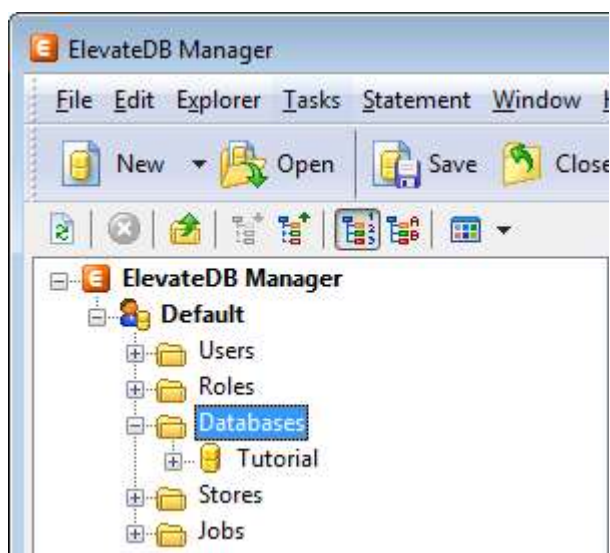 ElevateDB Manager
File Edit Explorer Tasks Statement Window
New Open Save Close
ElevateDB Manager
Default
Users
Roles
Databases
Tutorial
Stores
Jobs